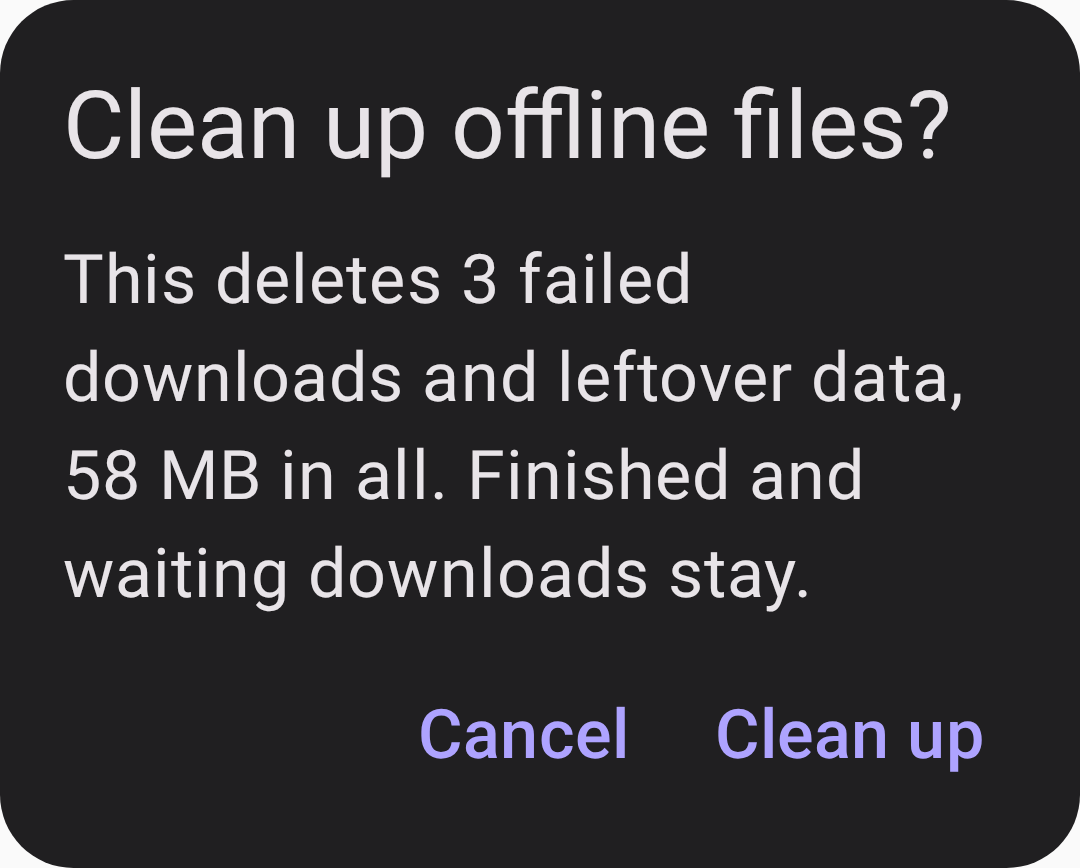 Clean up offline files?
This deletes 3 failed
downloads and leftover data,
58 MB in all. Finished and
waiting downloads stay.
Cancel Clean up